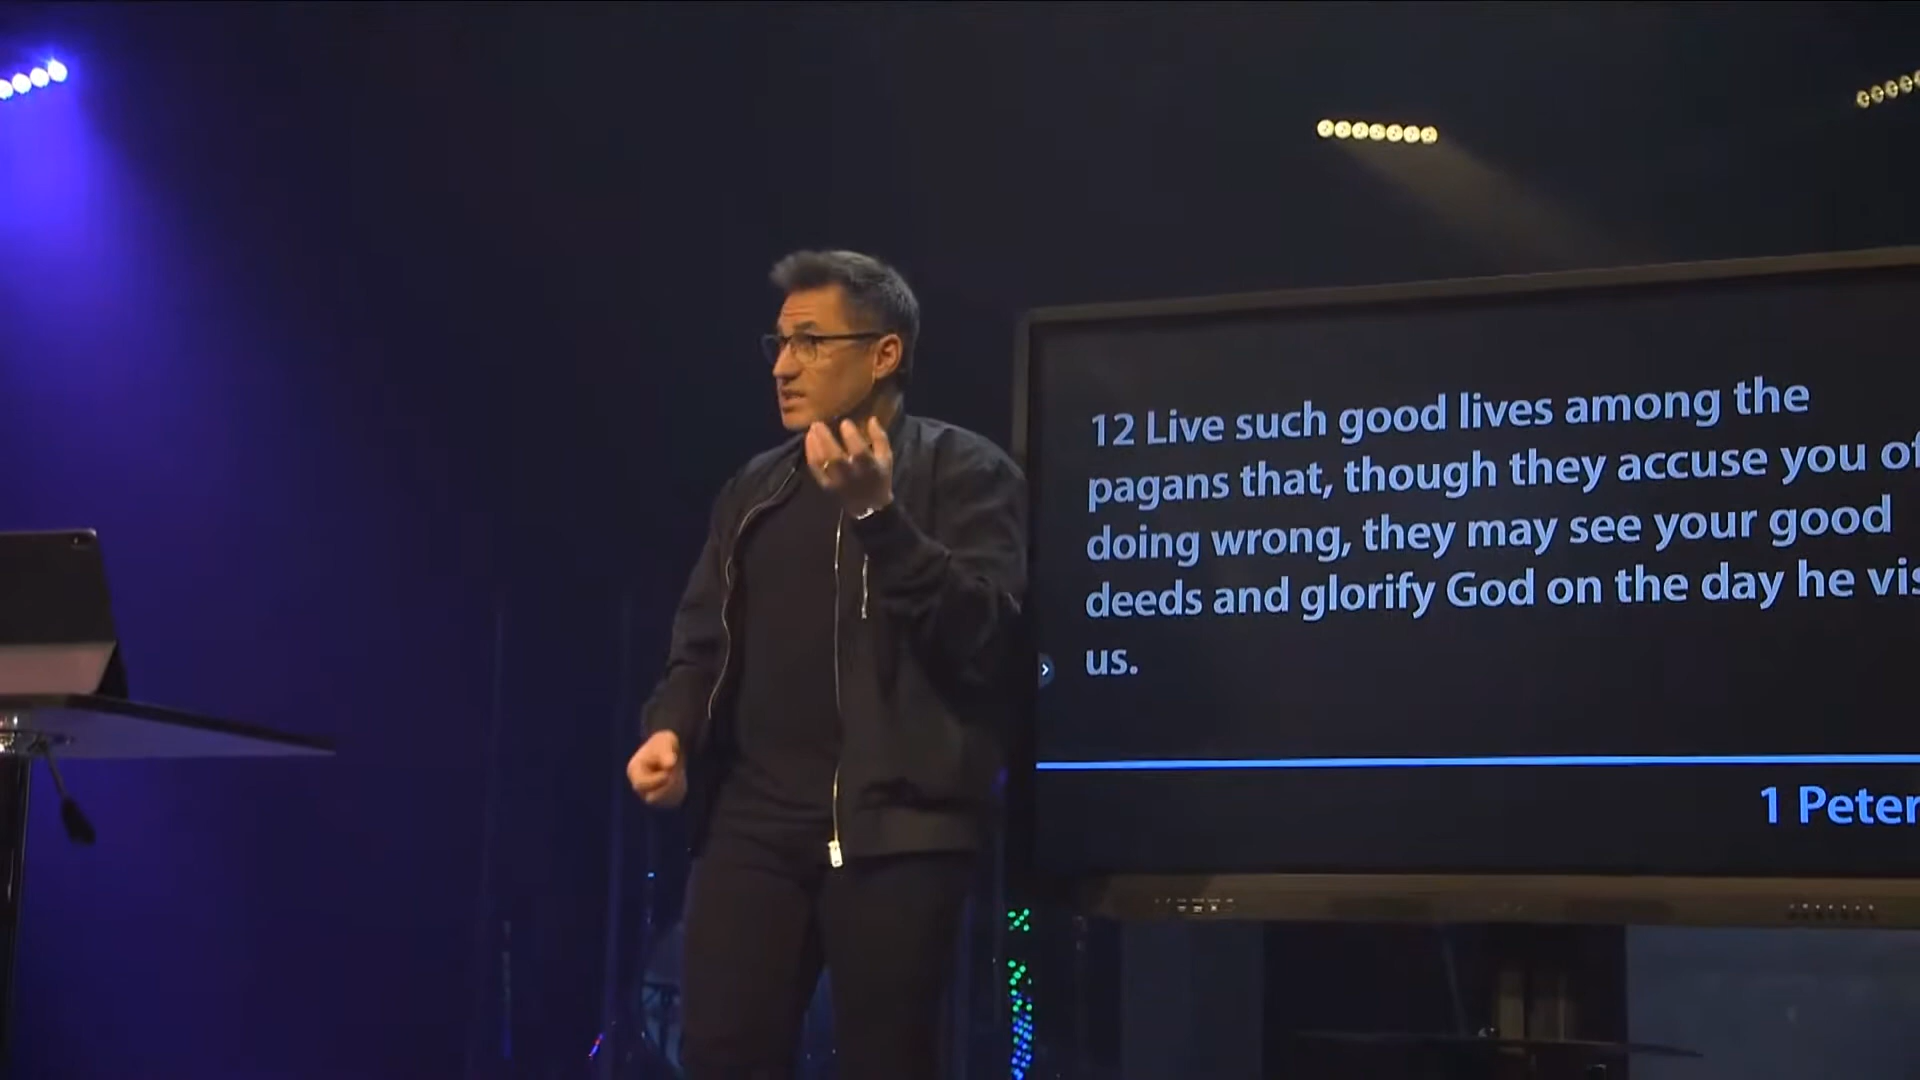 12 Live such good lives among the
pagans that, though they accuse you of
doing wrong, they may see your good
deeds and glorify God on the day he
us.
1 Peter